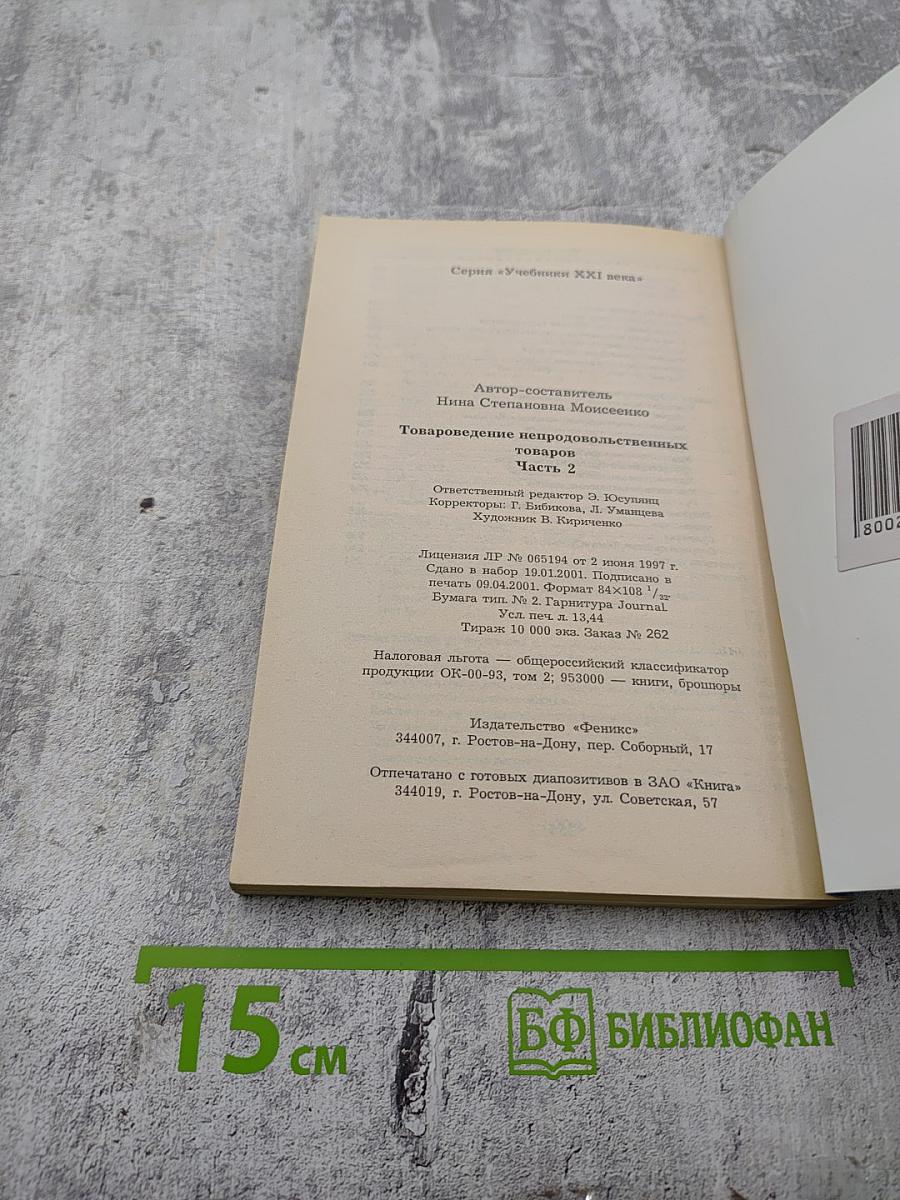 Серия «Учебники XXI века»
Автор-составитель
Нина Степановна Моисеенко
Товароведение непродовольственных
товаров
Часть 2
Ответственный редактор Э. Юсупянц
Корректоры: Г. Бибикова, Л. Уманцева
Художник В. Кириченко
Лицензия ЛР № 065194 от 2 июня 1997 г.
Сдано в набор 19.01.2001. Подписано в
печать 09.04.2001. Формат 84×108 1/32.
Бумага тип. № 2. Гарнитура Journal.
Усл. печ. л. 13,44
Тираж 10 000 экз. Заказ № 262
Налоговая льгота — общероссийский классификатор
продукции ОК-00-93, том 2; 953000 — книги, брошюры
Издательство «Феникс»
344007, г. Ростов-на-Дону, пер. Соборный, 17
Отпечатано с готовых диапозитивов в ЗАО «Книга»
344019, г. Ростов-на-Дону, ул. Советская, 57
8002
15 см
БФ БИБЛИОФАН